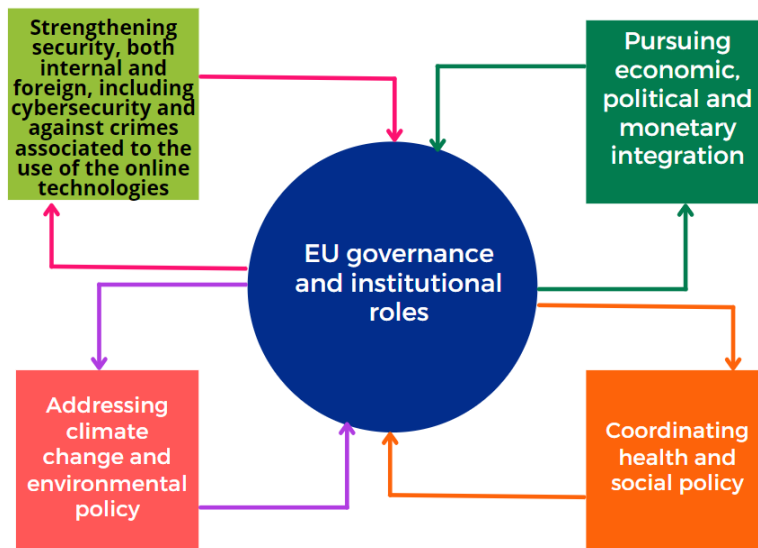 Strengthening
security, both
internal and
foreign, including
cybersecurity and
against crimes
associated to the
use of the online
technologies
Pursuing
economic,
political and
monetary
integration
EU governance
and institutional
roles
Addressing
climate
change and
environmental
policy
Coordinating
health and
social policy